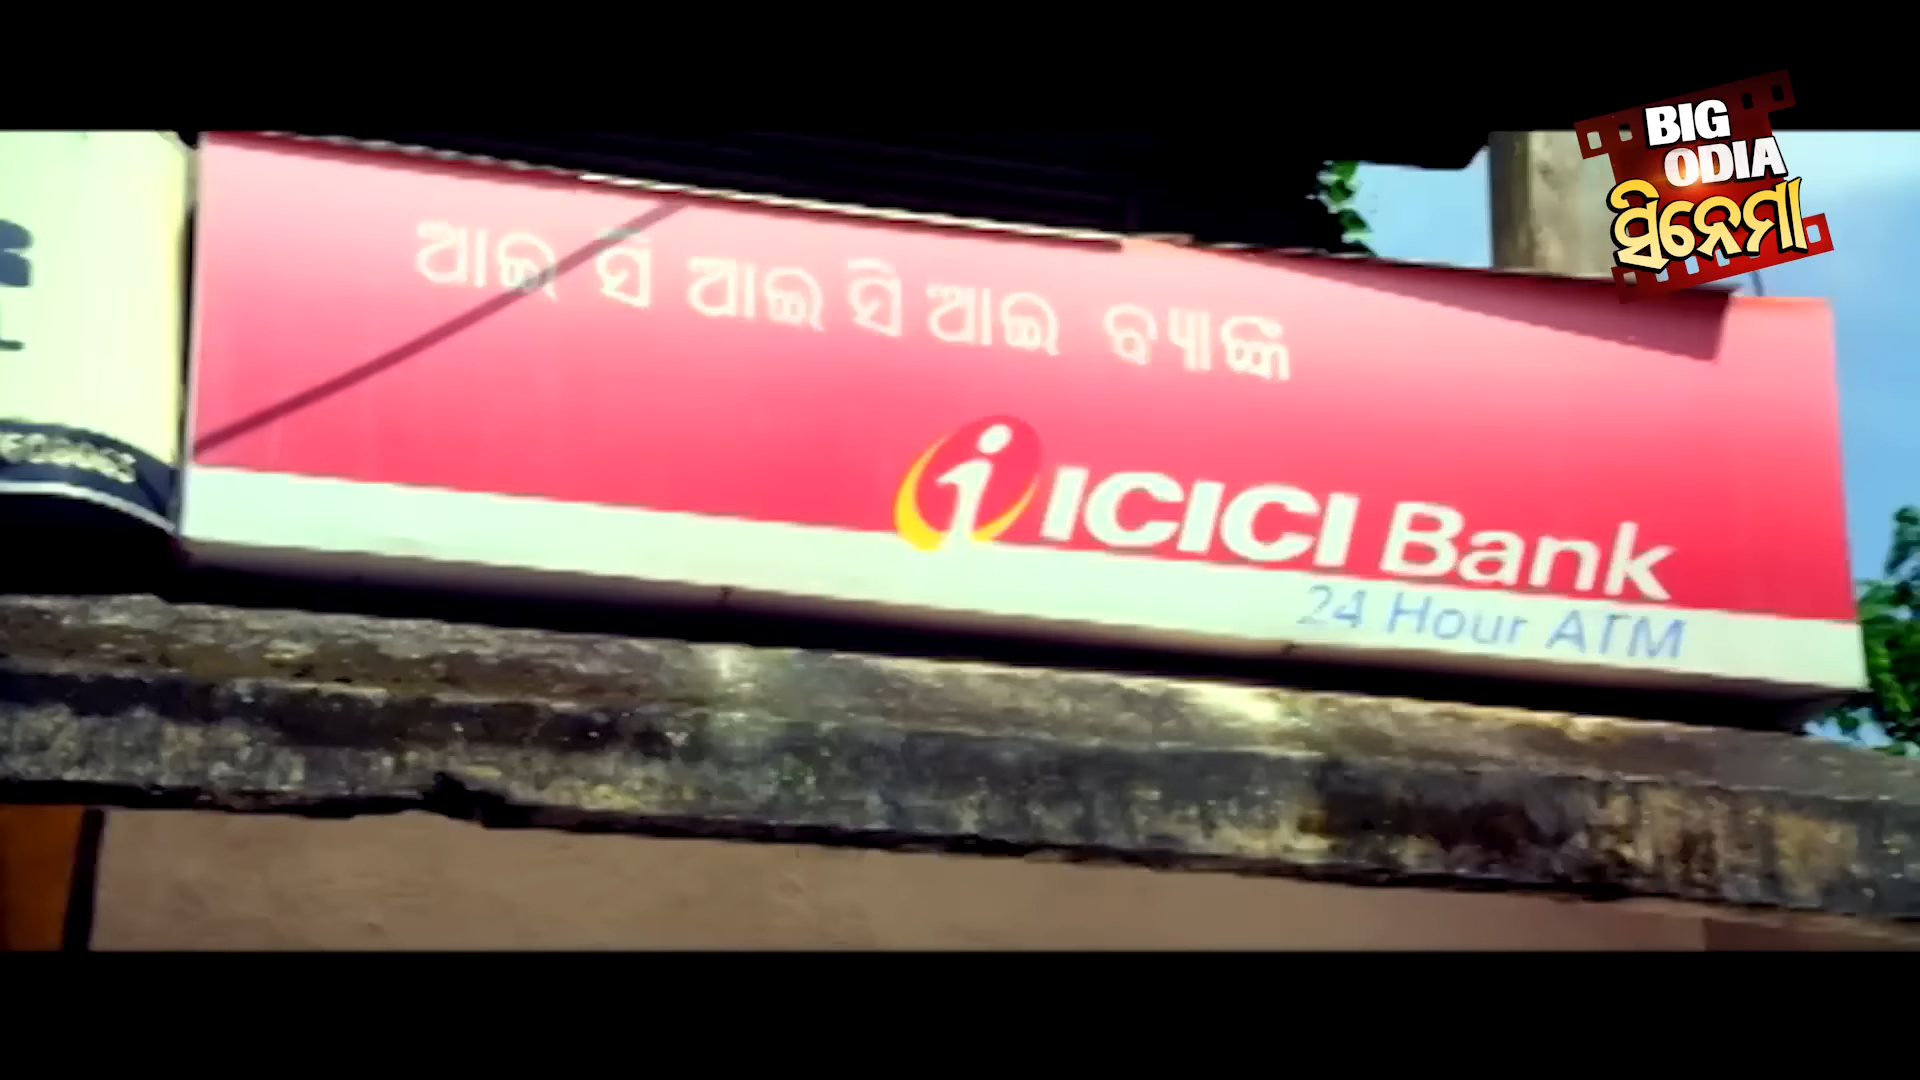 BIG
ODIA
ସିନେମା
ଆଇ ସି ଆଇ ସି ଆଇ ବ୍ୟାଙ୍କ
ICICI Bank
24 Hour ATM